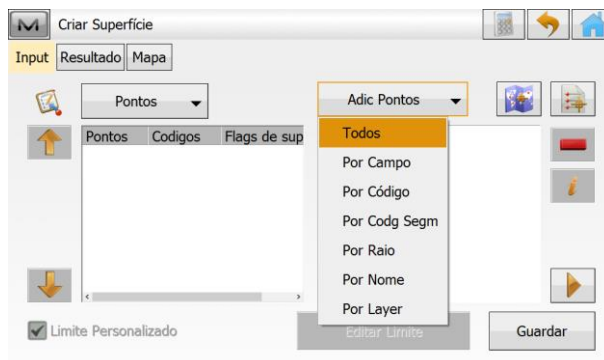 Criar Superfície
Input Resultado Mapa
Pontos Adic Pontos
Pontos Codigos Flags de sup
Todos
Por Campo
Por Código
Por Codg Segm
Por Raio
Por Nome
Por Layer
Limite Personalizado Editar Limite Guardar